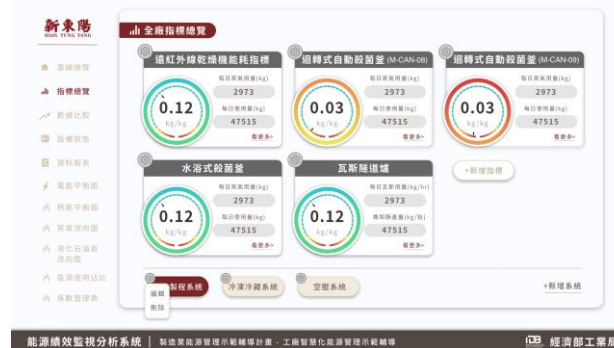 新東陽
HSIN TUNG YANG
基線總覽
指標總覽
數據比較
設備狀態
資料報表
電能平衡圖
熱能平衡圖
蒸氣流向圖
液化石油氣
流向圖
能源使用佔比
係數管理表
全廠指標總覽
遠紅外線乾燥機能耗指標
0.12
kg/kg
每日蒸氣用量(kg)
2973
每日使用量(kg)
47515
看更多>
迴轉式自動殺菌釜 (M-CAN-08)
0.03
kg/kg
每日蒸氣用量(kg)
2973
每日使用量(kg)
47515
看更多>
迴轉式自動殺菌釜 (M-CAN-09)
0.03
kg/kg
每日蒸氣用量(kg)
2973
每日使用量(kg)
47515
看更多>
水浴式殺菌釜
0.12
kg/kg
每日蒸氣用量(kg)
2973
每日使用量(kg)
47515
看更多>
瓦斯隧道爐
0.12
kg/kg
每日瓦斯用量(kg/hr)
2973
47515
看更多>
+新增指標
製程系統
編輯
刪除
冷凍冷藏系統
空壓系統
+新增系統
能源績效監視分析系統
製造業能源管理示範輔導計畫 - 工廠智慧化能源管理示範輔導
IDB 經濟部工業局